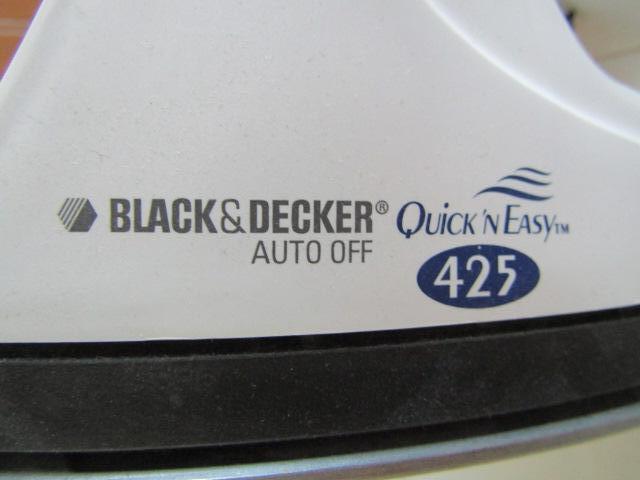 BLACK&DECKER® QUICK 'N EASY™
AUTO OFF 425